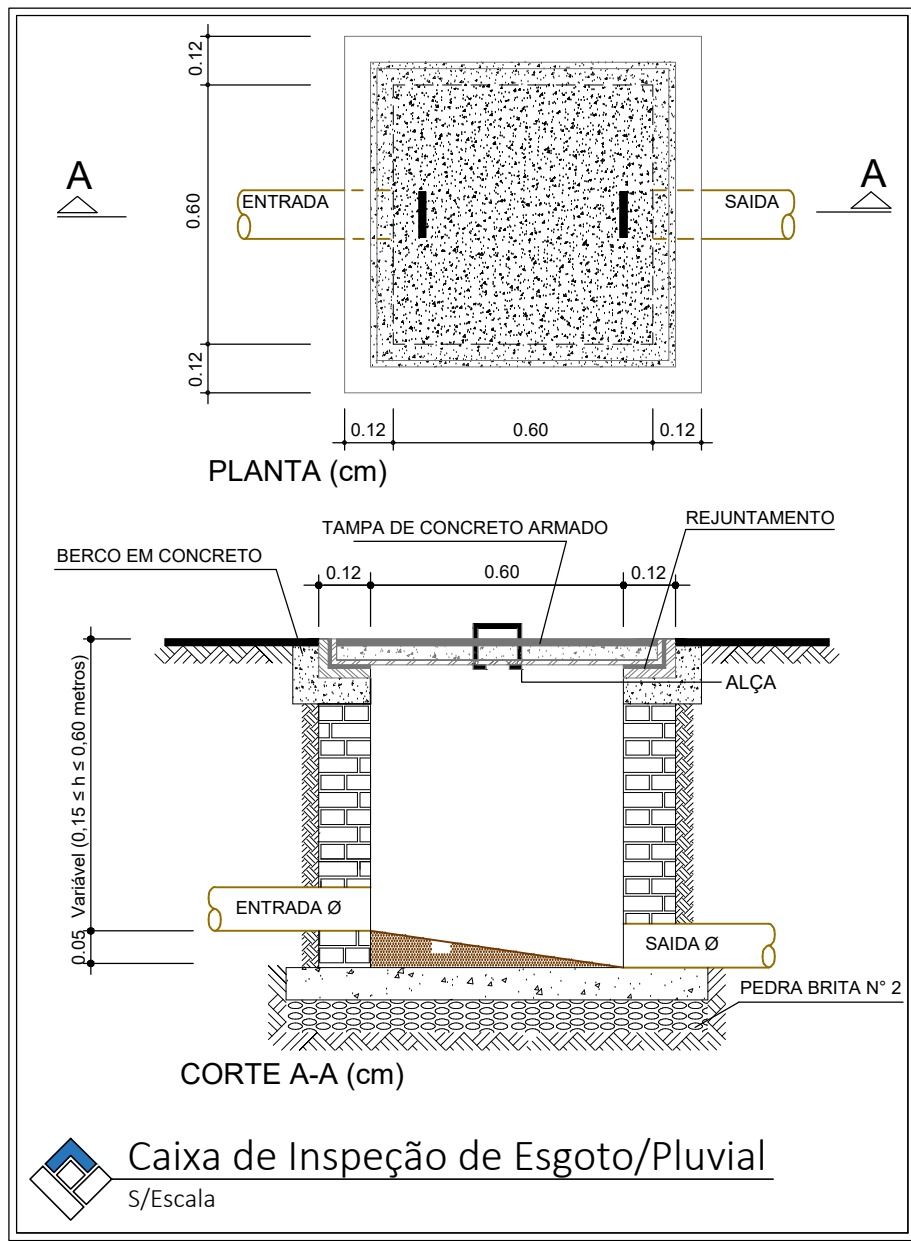 0.12
A
A
0.60
ENTRADA
SAIDA
0.12
0.12
0.60
0.12
PLANTA (cm)
TAMPA DE CONCRETO ARMADO
REJUNTAMENTO
BERCO EM CONCRETO
0.12
0.60
0.12
ALÇA
0.05 Variável (0,15 ≤ h ≤ 0,60 metros)
ENTRADA Ø
SAIDA Ø
PEDRA BRITA N° 2
CORTE A-A (cm)
Caixa de Inspeção de Esgoto/Pluvial
S/Escala